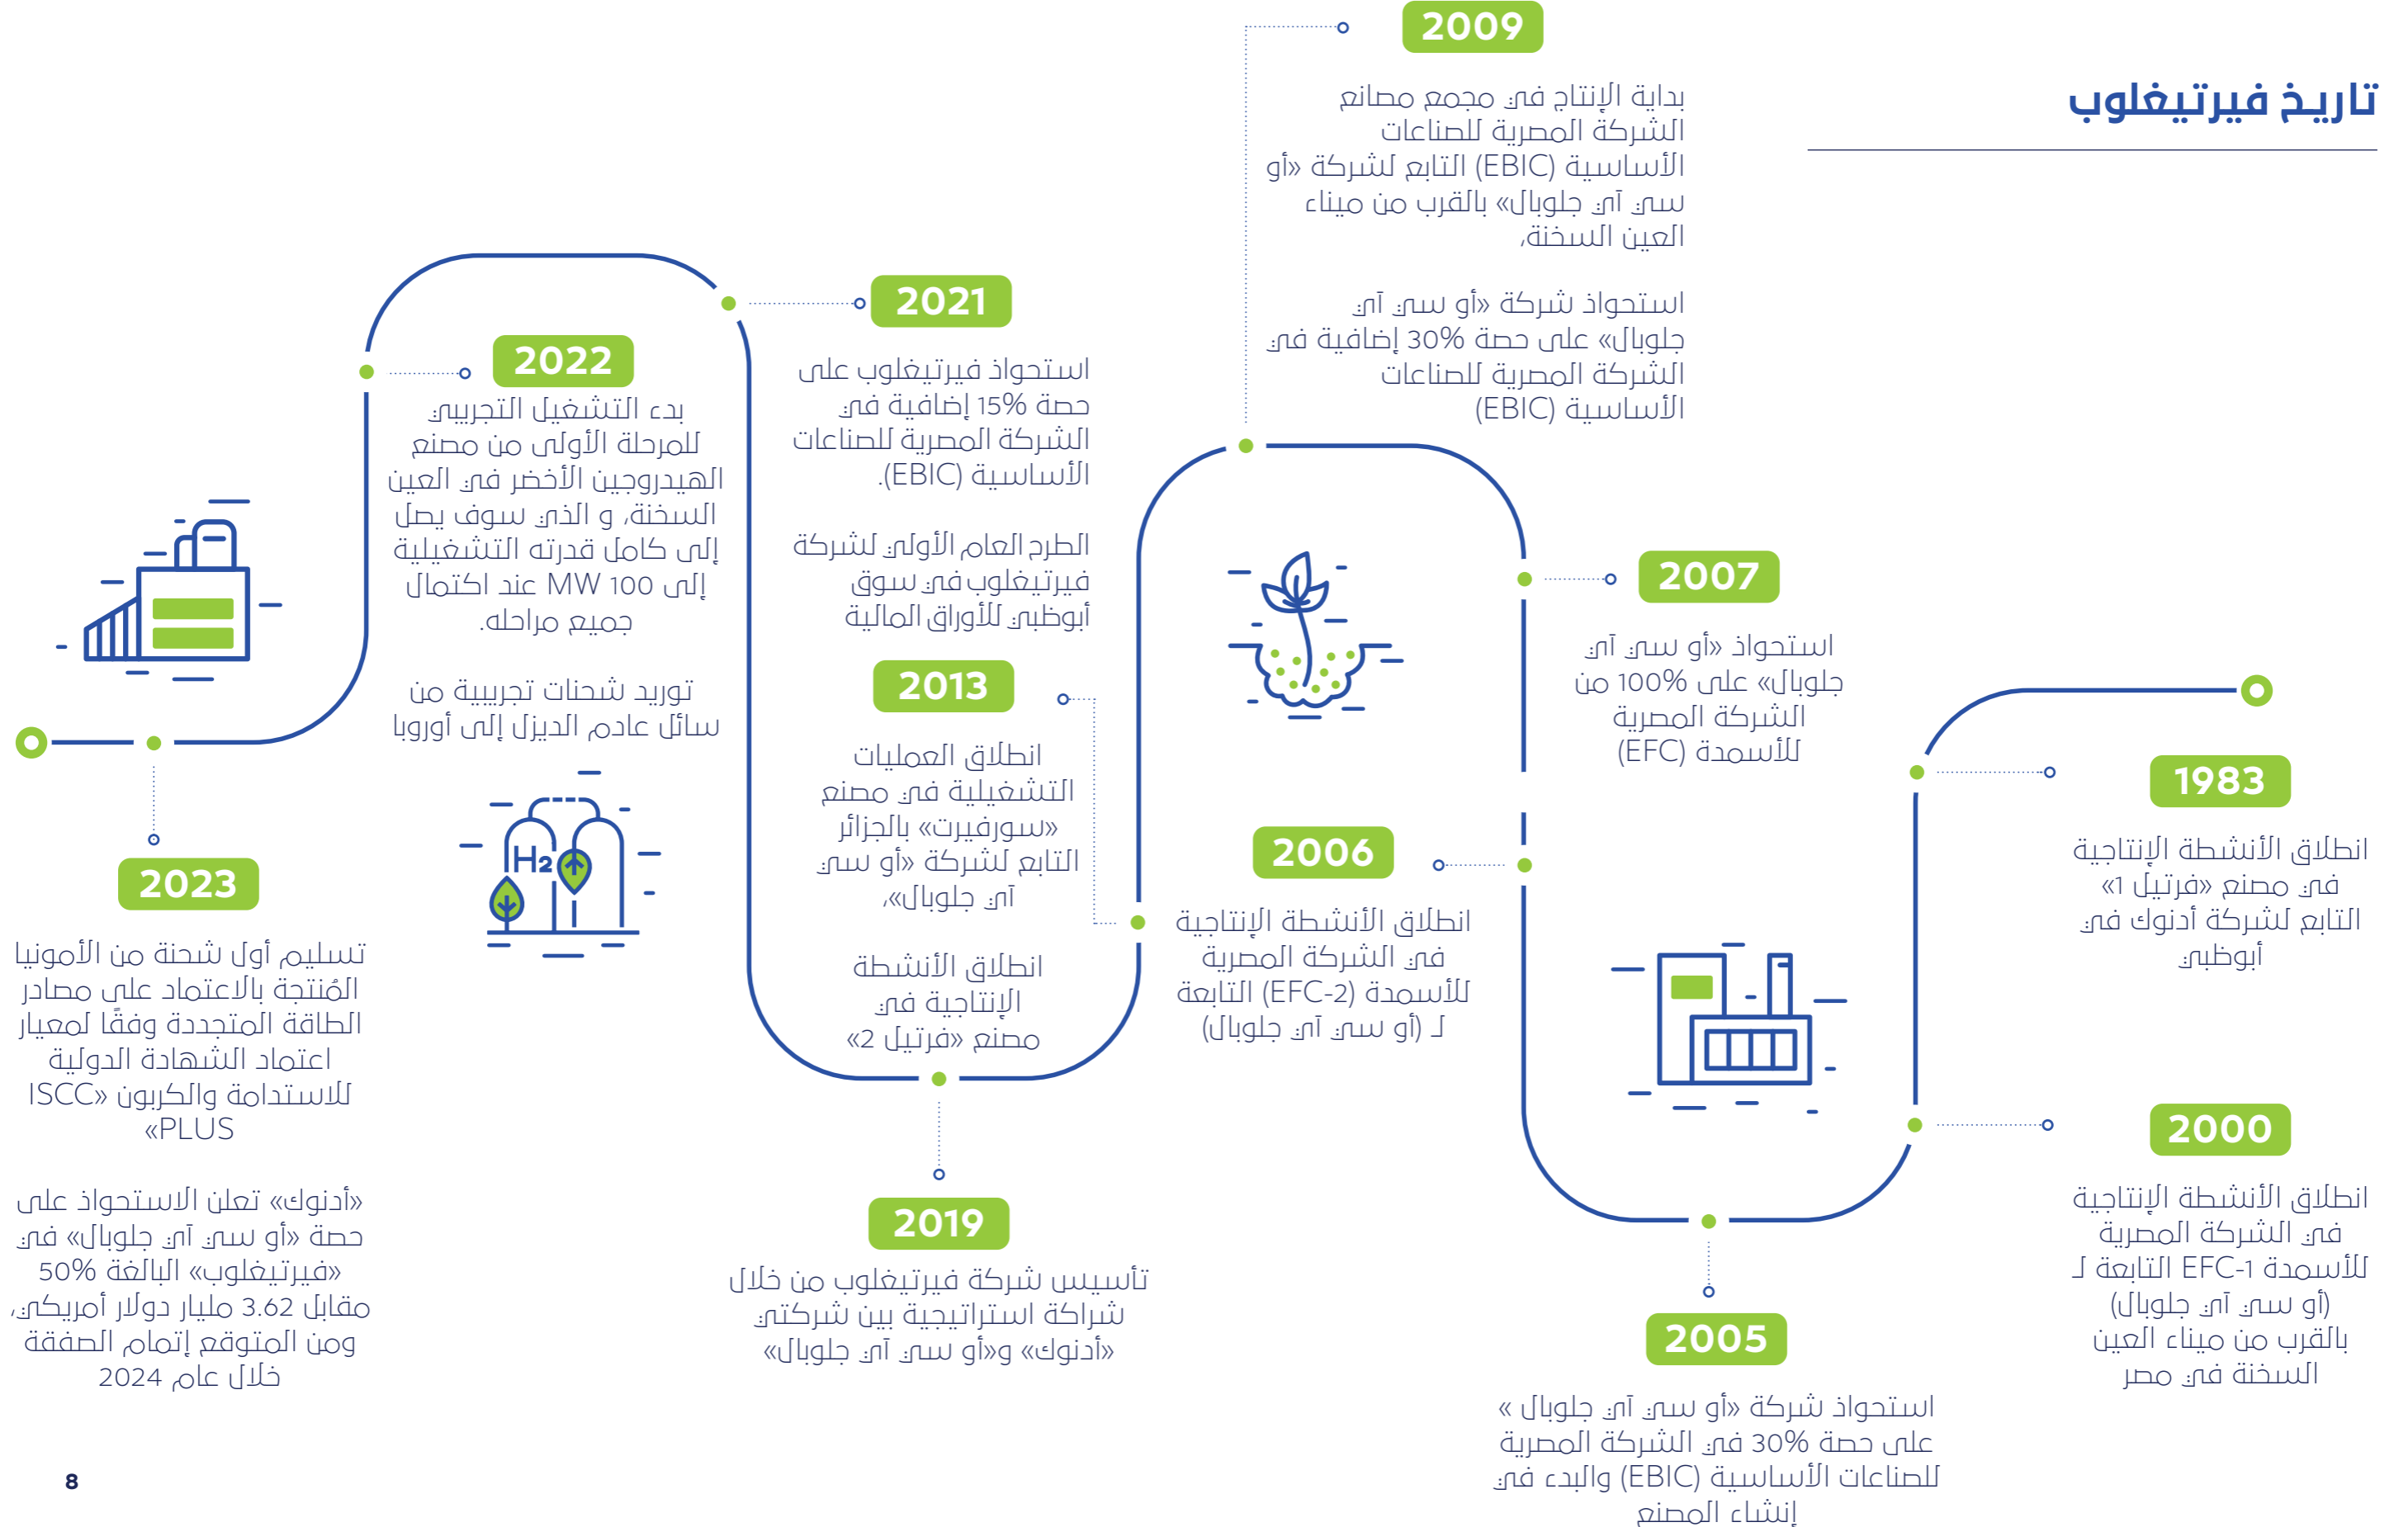 تاريخ فيرتيغلوب
1983
انطلاق الأنشطة الإنتاجية
في مصنع «فرتيل 1»
التابع لشركة أدنوك في
أبوظبي
2000
انطلاق الأنشطة الإنتاجية
في الشركة المصرية
للأسمدة EFC-1 التابعة لـ
(أو سي آي جلوبال)
بالقرب من ميناء العين
السخنة في مصر
2005
استحواذ شركة «أو سي آي جلوبال »
على حصة 30% في الشركة المصرية
للصناعات الأساسية (EBIC) والبدء في
إنشاء المصنع
2006
انطلاق الأنشطة الإنتاجية
في الشركة المصرية
للأسمدة (EFC-2) التابعة
لـ (أو سي آي جلوبال)
2007
استحواذ «أو سي آي
جلوبال» على 100% من
الشركة المصرية
للأسمدة (EFC)
2009
بداية الإنتاج في مجمع مصانع
الشركة المصرية للصناعات
الأساسية (EBIC) التابع لشركة «أو
سي آي جلوبال» بالقرب من ميناء
العين السخنة،
استحواذ شركة «أو سي آي
جلوبال» على حصة 30% إضافية في
الشركة المصرية للصناعات
الأساسية (EBIC)
2013
انطلاق العمليات
التشغيلية في مصنع
«سورفيرت» بالجزائر
التابع لشركة «أو سي
آي جلوبال»،
انطلاق الأنشطة
الإنتاجية في
مصنع «فرتيل 2»
2019
تأسيس شركة فيرتيغلوب من خلال
شراكة استراتيجية بين شركتي
«أدنوك» و«أو سي آي جلوبال»
2021
استحواذ فيرتيغلوب على
حصة 15% إضافية في
الشركة المصرية للصناعات
الأساسية (EBIC).
الطرح العام الأولي لشركة
فيرتيغلوب في سوق
أبوظبي للأوراق المالية
2022
بدء التشغيل التجريبي
للمرحلة الأولى من مصنع
الهيدروجين الأخضر في العين
السخنة، و الذي سوف يصل
إلى كامل قدرته التشغيلية
إلى 100 MW عند اكتمال
جميع مراحله.
توريد شحنات تجريبية من
سائل عادم الديزل إلى أوروبا
H2
2023
تسليم أول شحنة من الأمونيا
المُنتجة بالاعتماد على مصادر
الطاقة المتجددة وفقًا لمعيار
اعتماد الشهادة الدولية
للاستدامة والكربون «ISCC
PLUS»
«أدنوك» تعلن الاستحواذ على
حصة «أو سي آي جلوبال» في
«فيرتيغلوب» البالغة 50%
مقابل 3.62 مليار دولار أمريكي،
ومن المتوقع إتمام الصفقة
خلال عام 2024
8